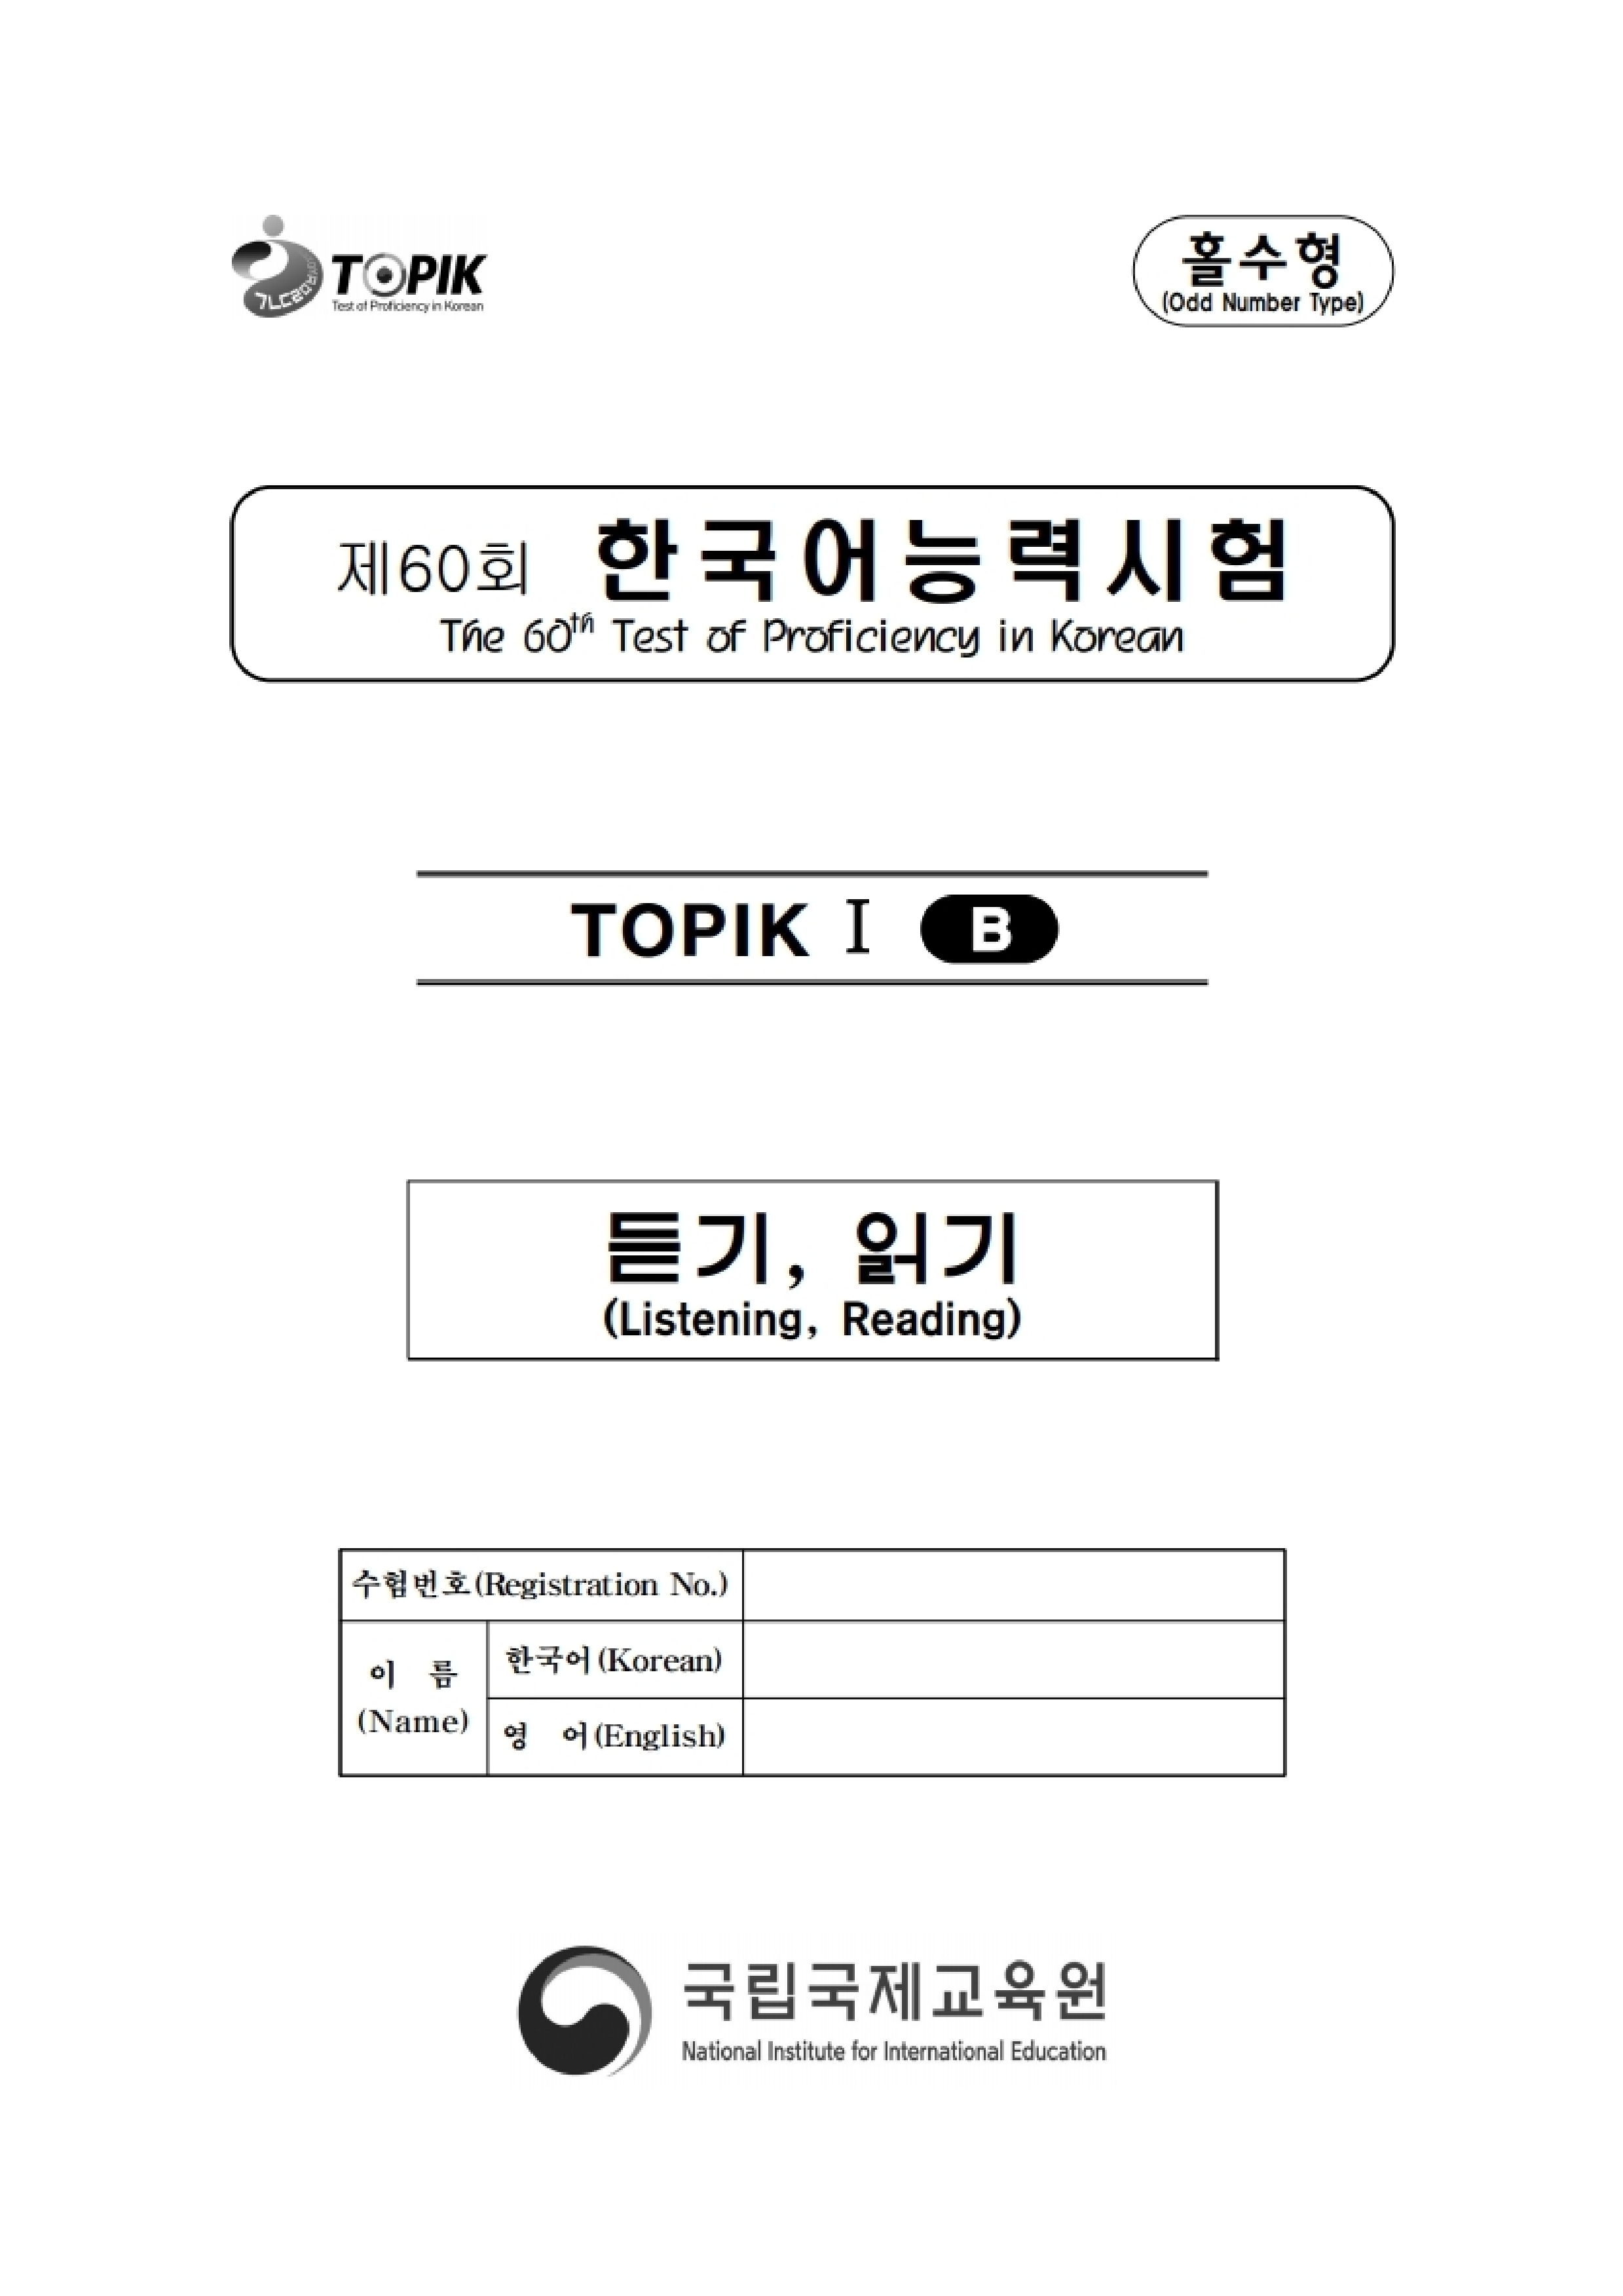 TOPIK
Test of Proficiency in Korean
홀수형
(Odd Number Type)
제60회 한국어능력시험
The 60th Test of Proficiency in Korean
TOPIK Ⅰ B
듣기, 읽기
(Listening, Reading)
수험번호(Registration No.)
이 름
(Name)
한국어(Korean)
영 어(English)
국립국제교육원
National Institute for International Education